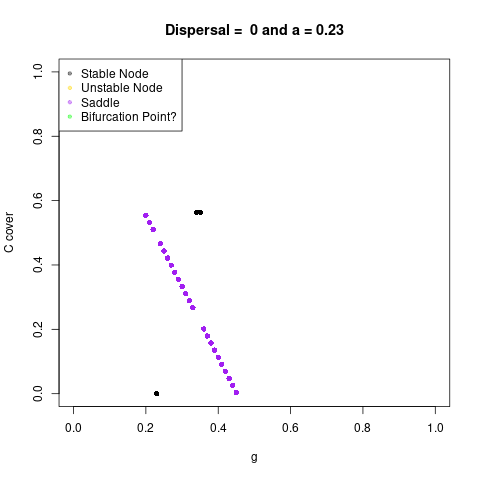 Dispersal =  0 and a = 0.23
Stable Node
Unstable Node
Saddle
Bifurcation Point?
C cover
1.0
0.8
0.6
0.4
0.2
0.0
0.0 0.2 0.4 0.6 0.8 1.0
g